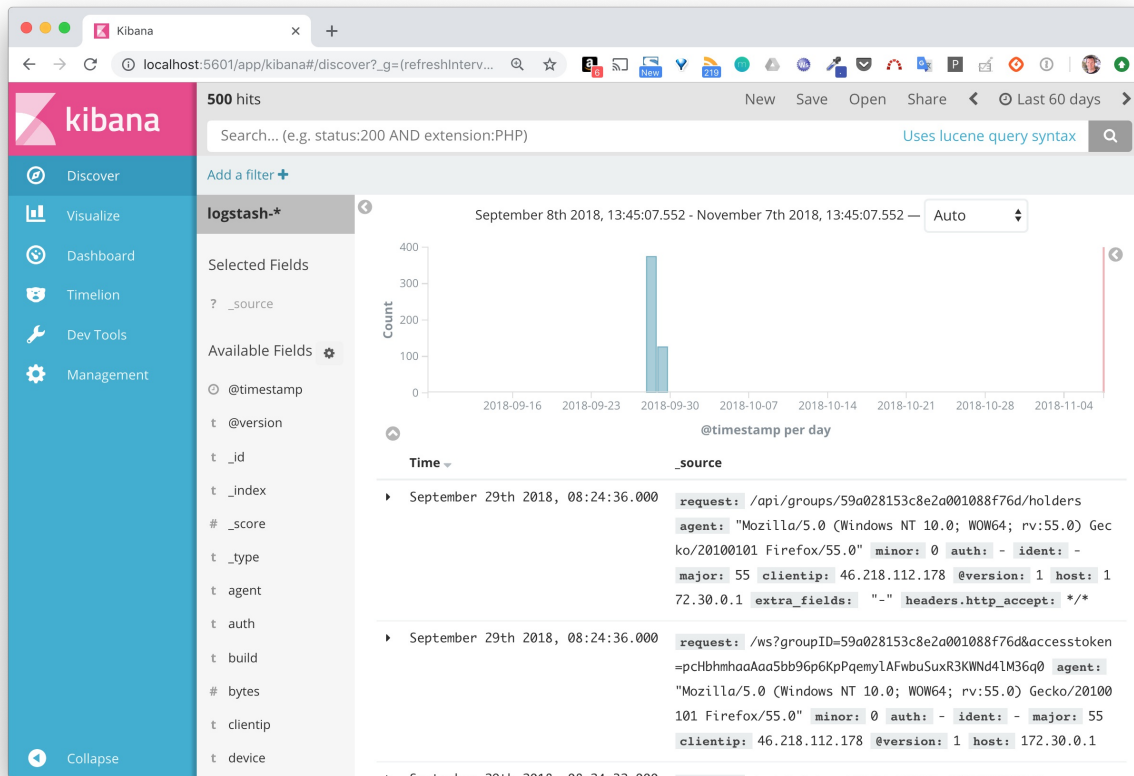 Kibana
localhost:5601/app/kibana#/discover?_g=(refreshInterv...
6
New
219
P
kibana
Discover
Visualize
Dashboard
Timelion
Dev Tools
Management
Collapse
500 hits
New Save Open Share Last 60 days
Search... (e.g. status:200 AND extension:PHP)
Uses lucene query syntax
Add a filter
logstash-*
Selected Fields
? _source
Available Fields
@timestamp
t @version
t _id
t _index
# _score
t _type
t agent
t auth
t build
# bytes
t clientip
t device
September 8th 2018, 13:45:07.552 - November 7th 2018, 13:45:07.552 — Auto
Count
400
300
200
100
0
2018-09-16 2018-09-23 2018-09-30 2018-10-07 2018-10-14 2018-10-21 2018-10-28 2018-11-04
@timestamp per day
Time _source
September 29th 2018, 08:24:36.000
request: /api/groups/59a028153c8e2a001088f76d/holders
agent: "Mozilla/5.0 (Windows NT 10.0; WOW64; rv:55.0) Gec
ko/20100101 Firefox/55.0" minor: 0 auth: - ident: -
major: 55 clientip: 46.218.112.178 @version: 1 host: 1
72.30.0.1 extra_fields: "-" headers.http_accept: */*
September 29th 2018, 08:24:36.000
request: /ws?groupID=59a028153c8e2a001088f76d&accesstoken
=pcHbhmhaaAaa5bb96p6KpPqemylAFwbuSuxR3KWNd4lM36q0 agent:
"Mozilla/5.0 (Windows NT 10.0; WOW64; rv:55.0) Gecko/20100
101 Firefox/55.0" minor: 0 auth: - ident: - major: 55
clientip: 46.218.112.178 @version: 1 host: 172.30.0.1